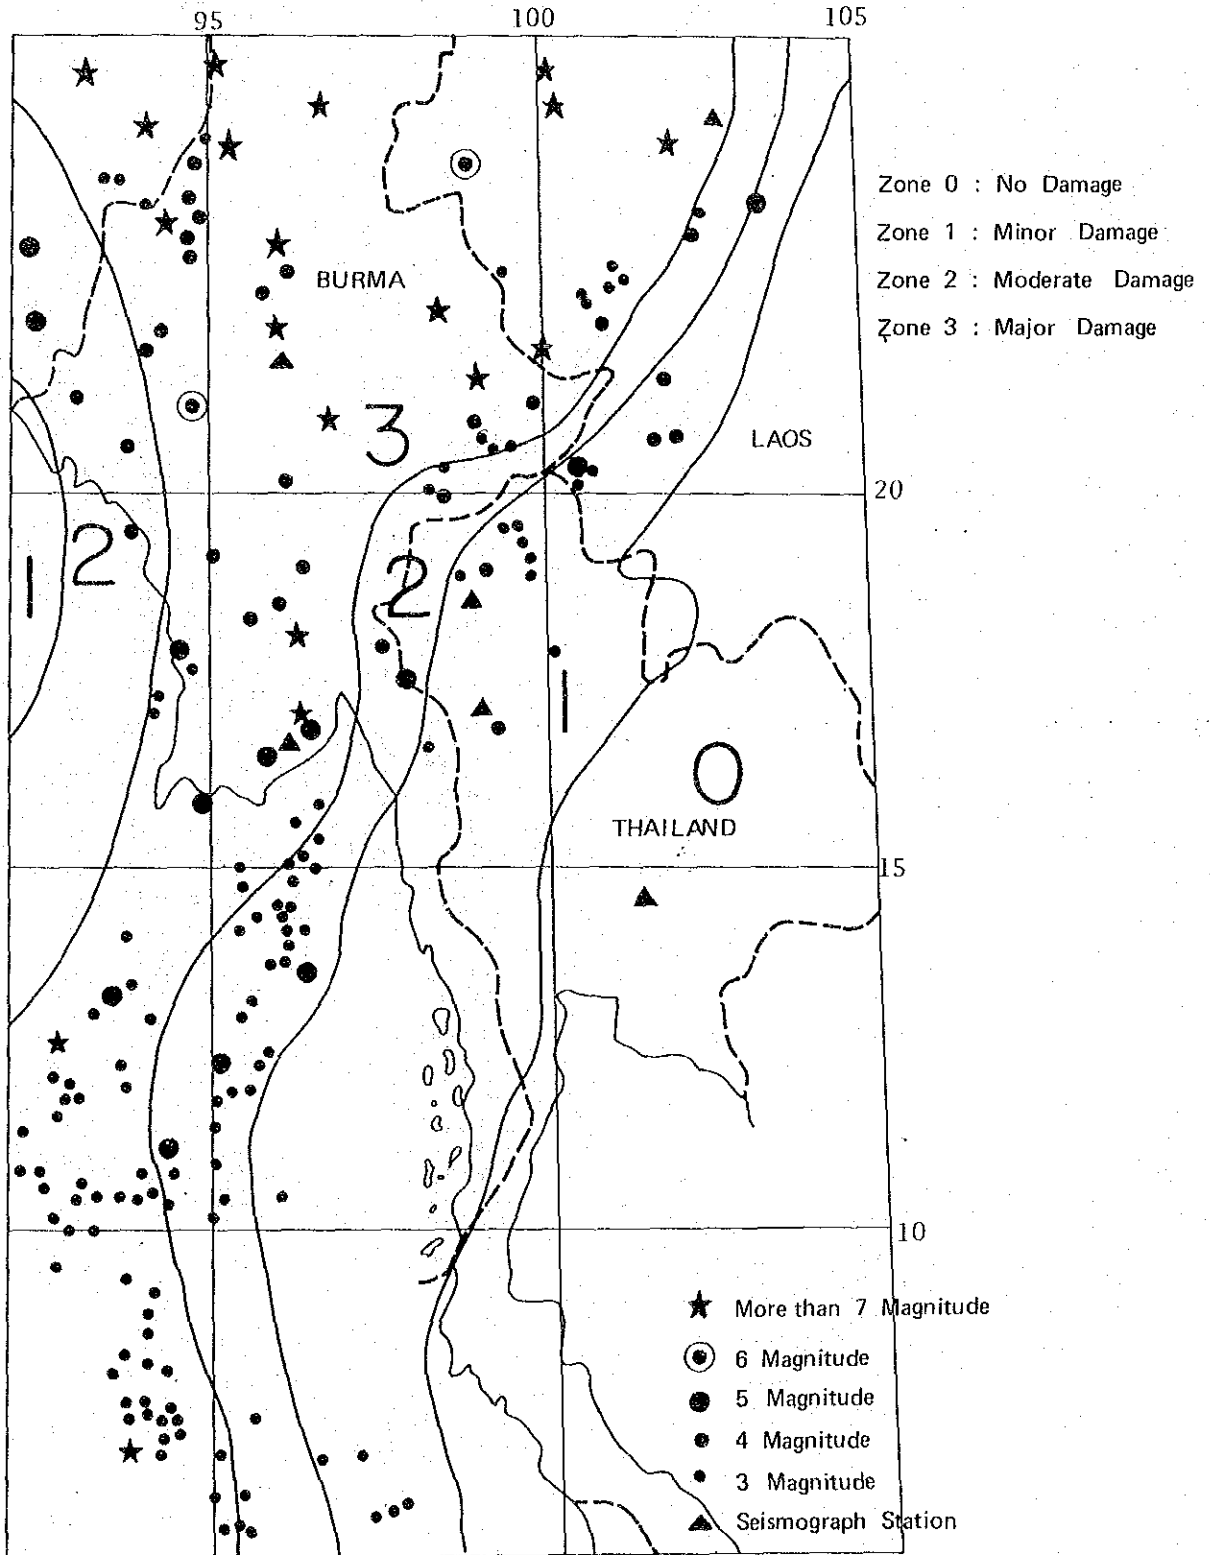 95 100 105
Zone 0 : No Damage
Zone 1 : Minor Damage
BURMA
Zone 2 : Moderate Damage
Zone 3 : Major Damage
3
LAOS
20
1 2 2
1
0
THAILAND
15
10
More than 7 Magnitude
6 Magnitude
5 Magnitude
4 Magnitude
3 Magnitude
Seismograph Station